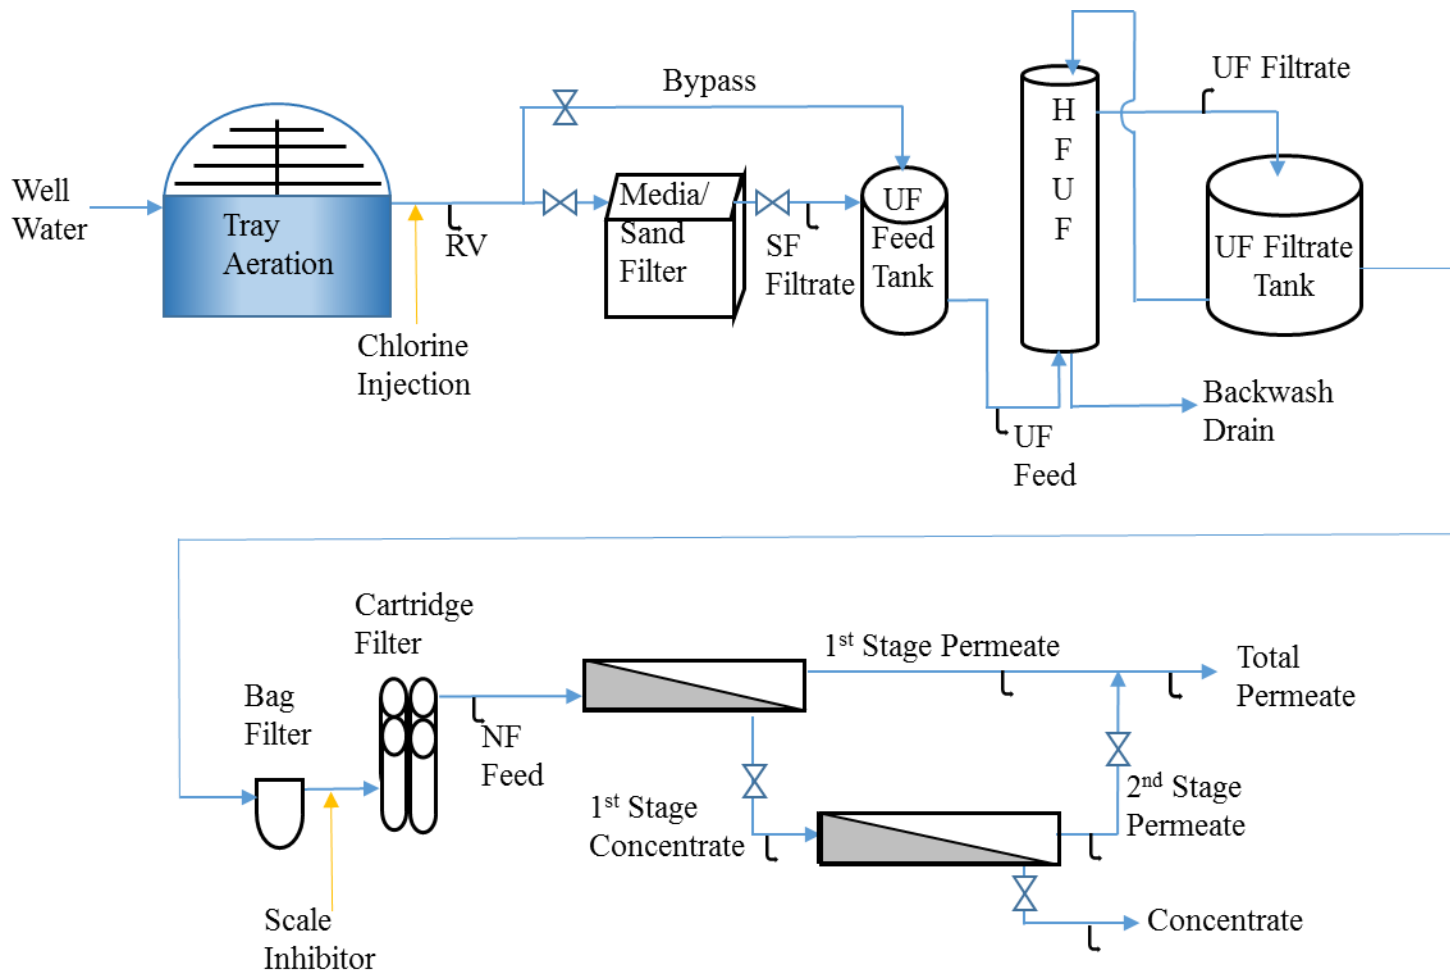 Well
Water
Tray
Aeration
Chlorine
Injection
RV
Bypass
Media/
Sand
Filter
SF
Filtrate
UF
Feed
Tank
UF
Feed
H
F
U
F
Backwash
Drain
UF Filtrate
UF Filtrate
Tank
Bag
Filter
Scale
Inhibitor
Cartridge
Filter
NF
Feed
1st Stage Permeate
1st Stage
Concentrate
2nd Stage
Permeate
Total
Permeate
Concentrate